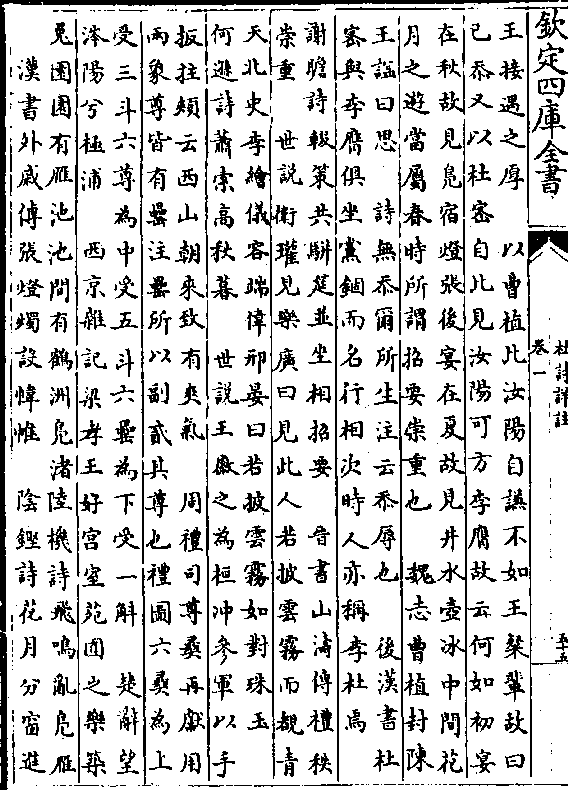 欽定四庫全書
杜詩詳註
卷一
五十五
王接遇之厚　以曹植比汝陽自謙不如王粲輩故曰
已忝又以杜密自比見汝陽可方李膺故云何如初宴
在秋故見鳧宿燈張後宴在夏故見井水壺冰中間花
月之遊當屬春時所謂招要崇重也　魏志曹植封陳
王謚曰思　詩無忝爾所生注云忝辱也　後漢書杜
密與李膺俱坐黨錮而名行相次時人亦稱李杜焉
謝瞻詩輟策共駢筵並坐相招要　晉書山濤傳禮秩
崇重　世說衛瓘見樂廣曰見此人若披雲霧而覩青
天北史李繪儀容端偉邢晏曰若披雲霧如對珠玉
何遜詩蕭索高秋暮　世說王徽之為桓沖參軍以手
扳拄頰云西山朝來致有爽氣　周禮司尊彝再獻用
兩象尊皆有罍注罍所以副貳其尊也禮圖六彝為上
受三斗六尊為中受五斗六罍為下受一斛　楚辭望
涔陽兮極浦　西京雜記梁孝王好宮室苑囿之樂築
兔園園有雁池池間有鶴洲鳧渚陸機詩飛鳴亂鳧雁
漢書外戚傳張燈燭設幃帷　陰鏗詩花月分窗進